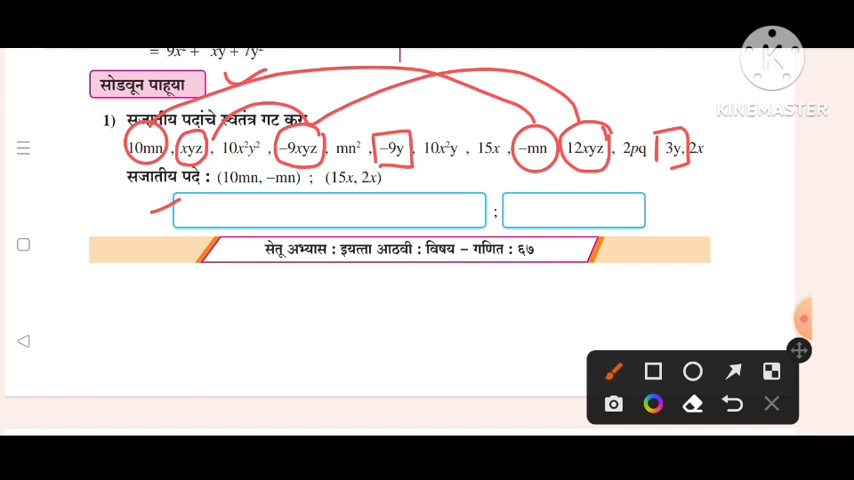 = 9x² + xy + 7y²
सोडवून पाहूया
KINEMASTER
1) सजातीय पदांचे स्वतंत्र गट करा
10mn , xyz , 10x²y² , −9xyz , mn² , −9y , 10x²y , 15x , −mn , 12xyz , 2pq , 3y, 2x
सजातीय पदे : (10mn, −mn) ; (15x, 2x)
;
सेतू अभ्यास : इयत्ता आठवी : विषय – गणित : ६७